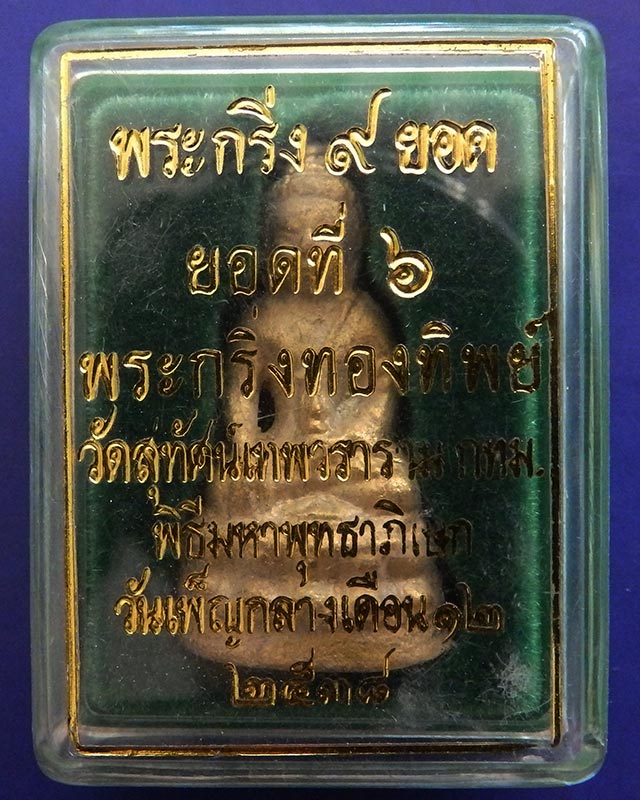 พระกริ่ง ๙ ยอด
ยอดที่ ๖
พระกริ่งทองทิพย์
วัดสุทัศน์เทพวราราม กทม.
พิธีมหาพุทธาภิเษก
วันเพ็ญกลางเดือน ๑๒
๒๕๓๘